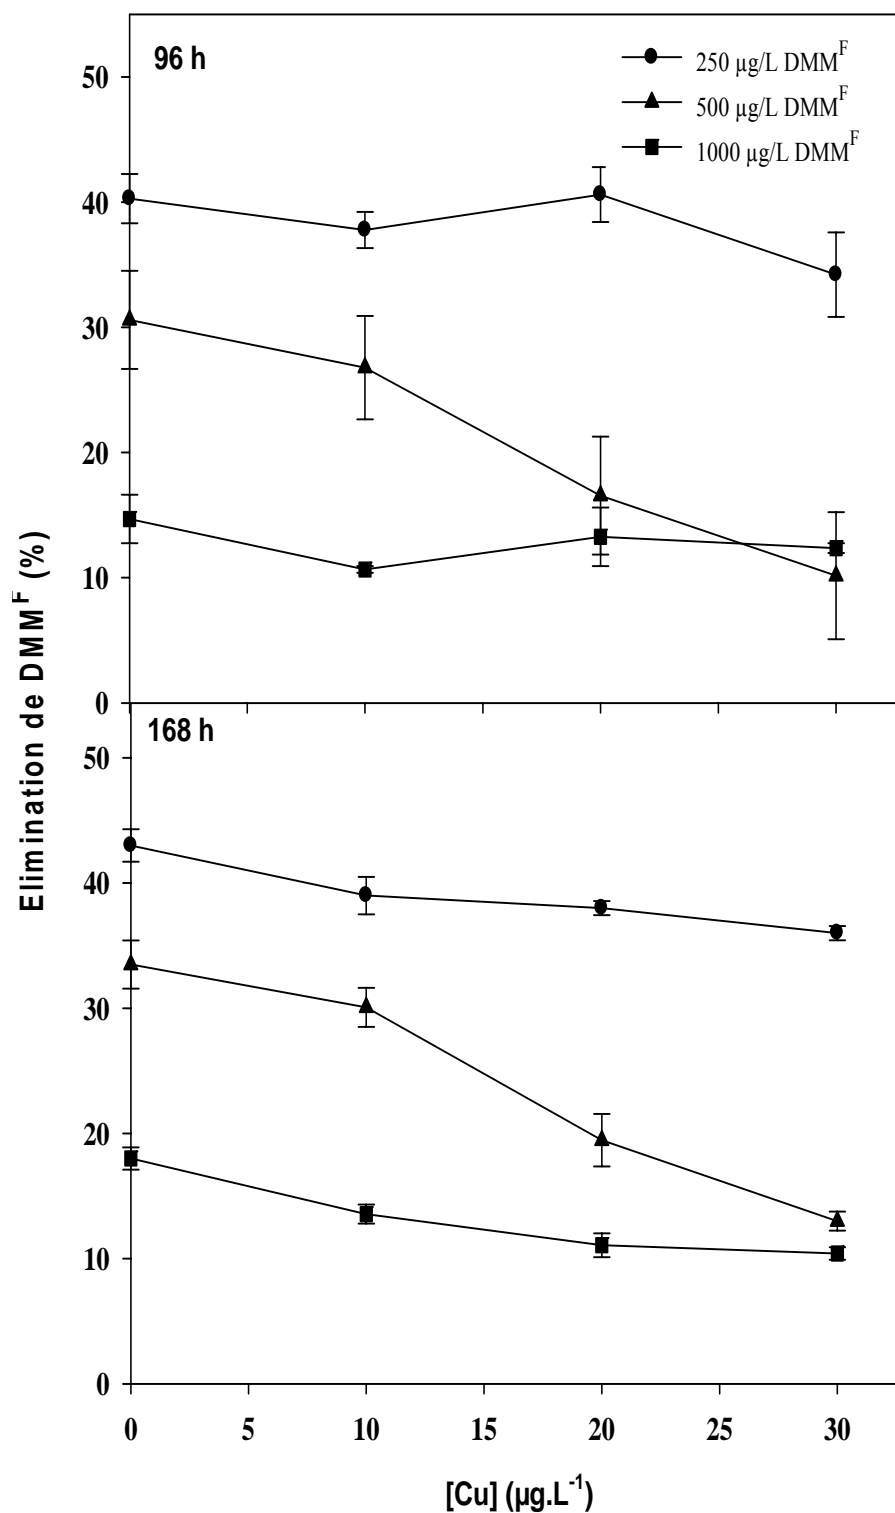 96 h
250 µg/L DMM^F
500 µg/L DMM^F
1000 µg/L DMM^F
50
40
30
20
10
0
Elimination de DMM^F (%)
168 h
50
40
30
20
10
0
0 5 10 15 20 25 30
[Cu] (µg.L^-1)